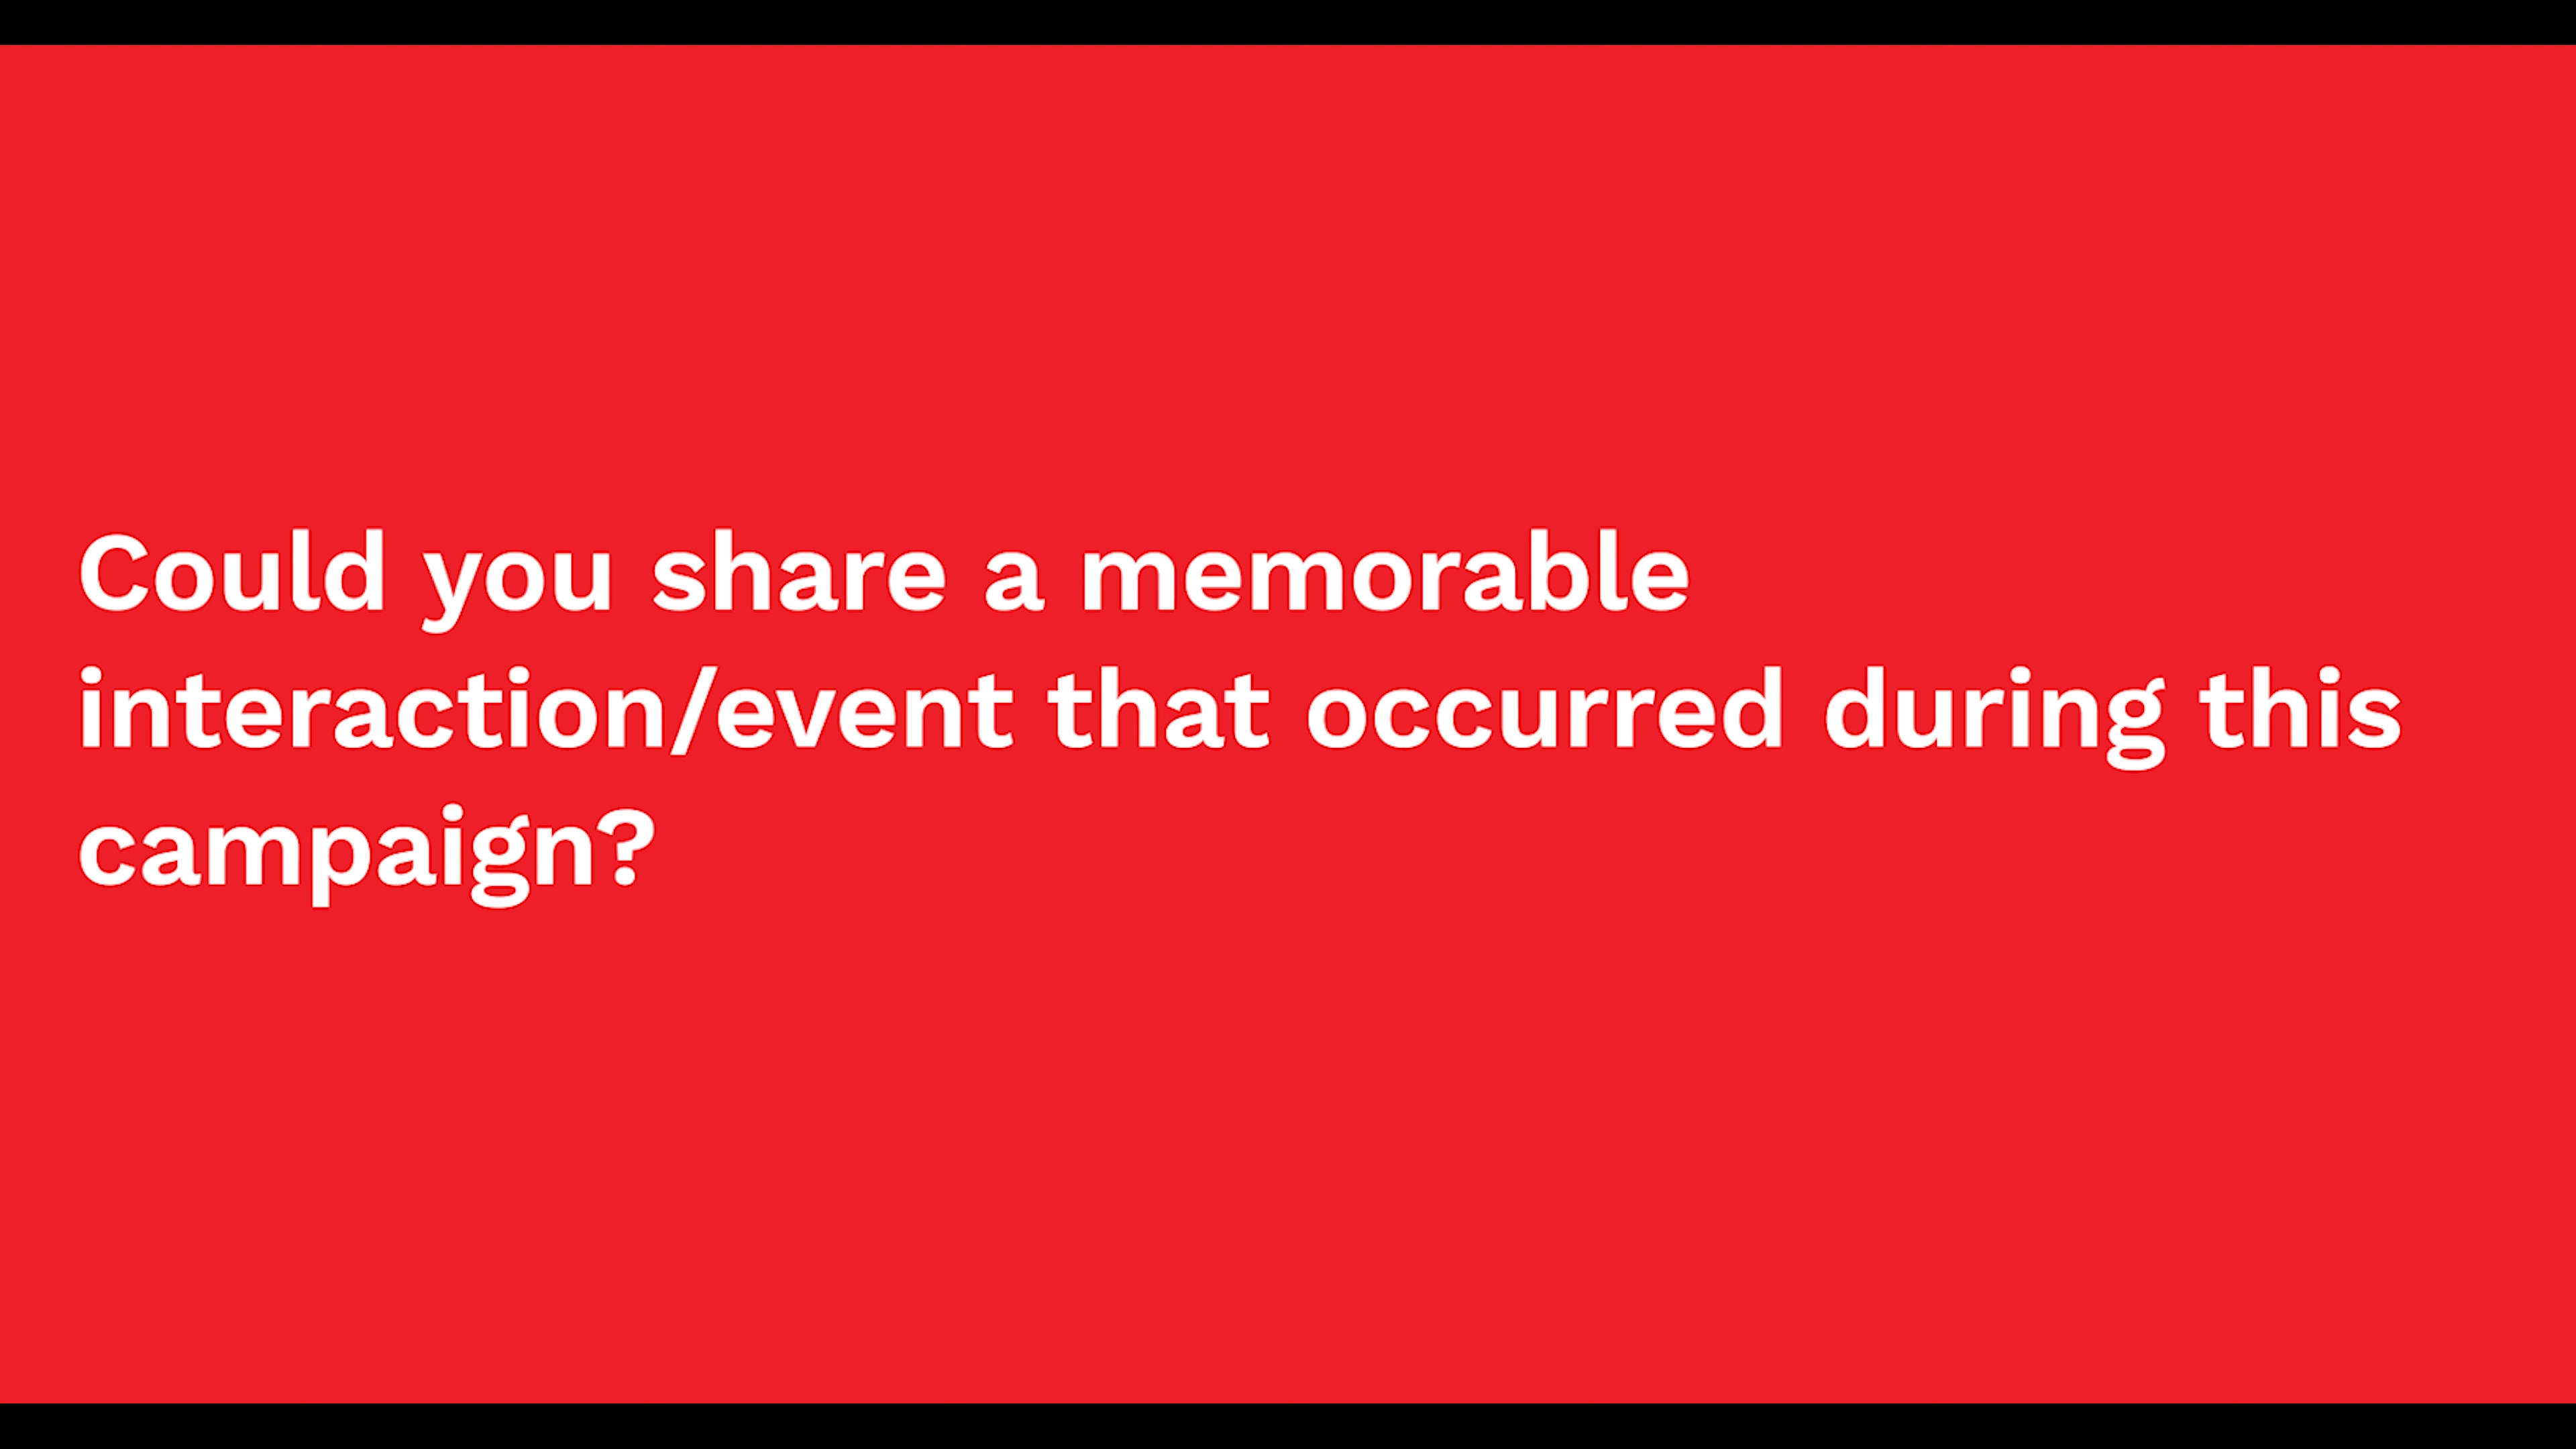 Could you share a memorable
interaction/event that occurred during this
campaign?